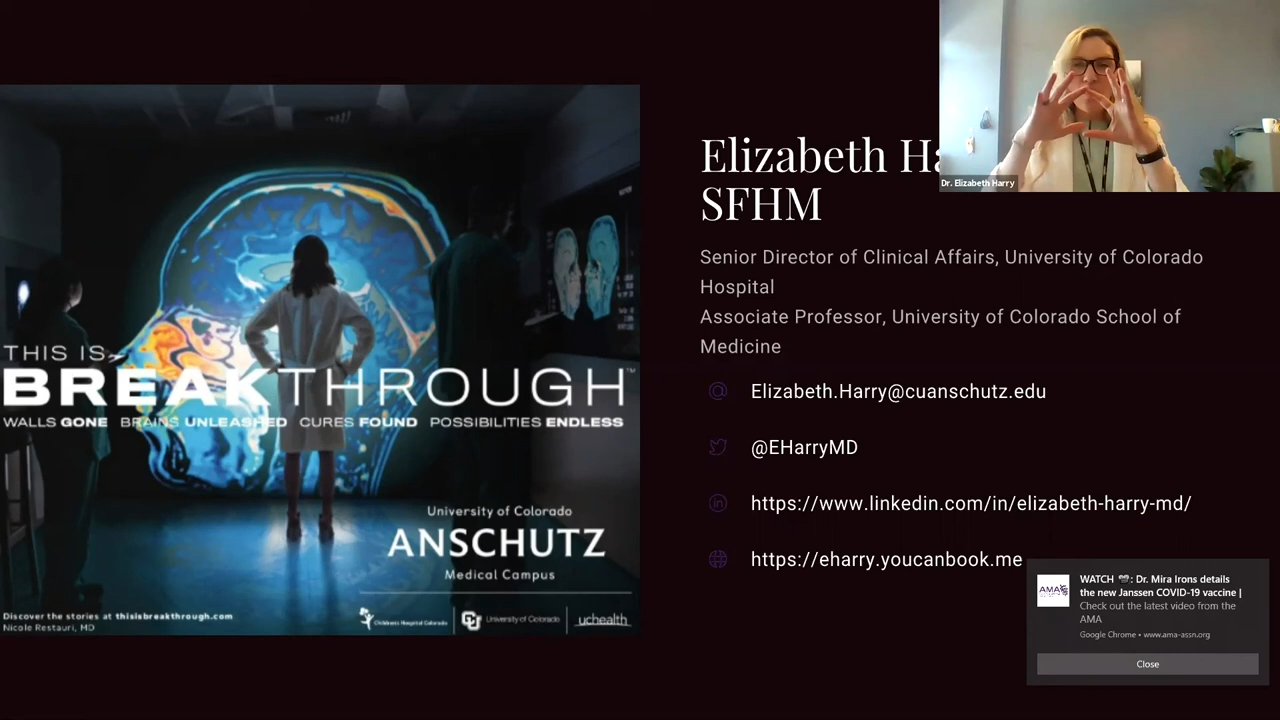 THIS IS
BREAKTHROUGH™
WALLS GONE BRAINS UNLEASHED CURES FOUND POSSIBILITIES ENDLESS
University of Colorado
ANSCHUTZ
Medical Campus
Discover the stories at thisisbreakthrough.com
Nicole Restauri, MD
Children's Hospital Colorado
CU
University of Colorado
uchealth
Dr. Elizabeth Harry
Elizabeth Ha
SFHM
Senior Director of Clinical Affairs, University of Colorado
Hospital
Associate Professor, University of Colorado School of
Medicine
Elizabeth.Harry@cuanschutz.edu
@EHarryMD
in
https://www.linkedin.com/in/elizabeth-harry-md/
https://eharry.youcanbook.me
AMA
WATCH : Dr. Mira Irons details
the new Janssen COVID-19 vaccine |
Check out the latest video from the
AMA
Google Chrome • www.ama-assn.org
Close